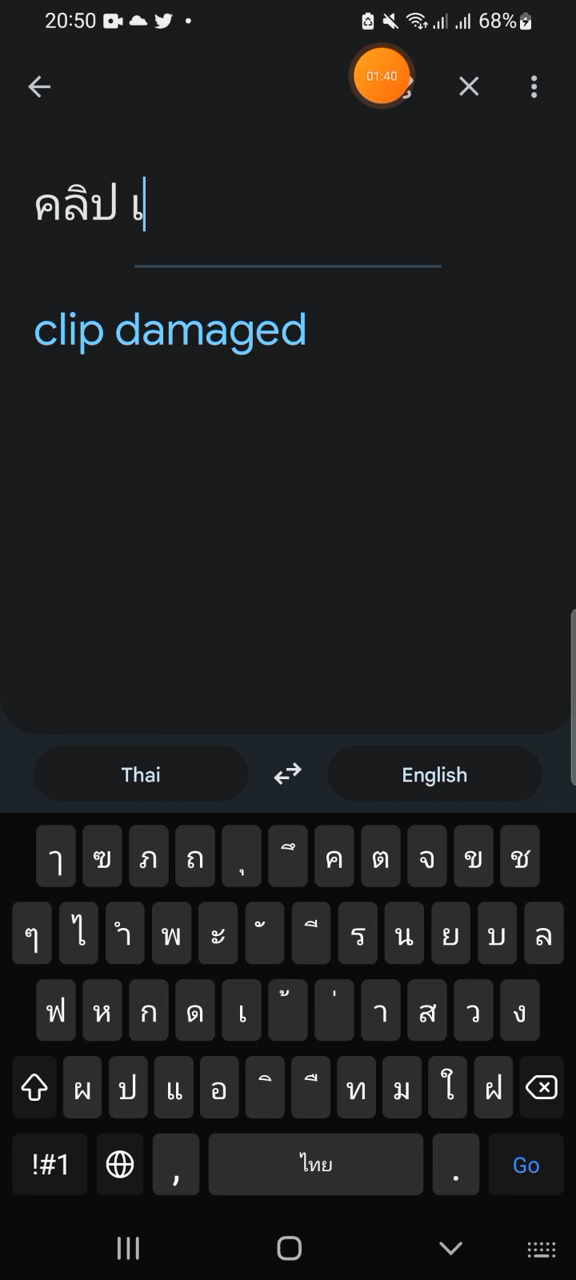 20:50
68%
01:40
คลิป เ
clip damaged
Thai
English
ๅ ฃ ภ ถ ุ ึ ค ต จ ข ช
ๆ ไ ำ พ ะ ั ี ร น ย บ ล
ฟ ห ก ด เ ้ ่ า ส ว ง
ผ ป แ อ ิ ื ท ม ใ ฝ
!#1 , ไทย . Go